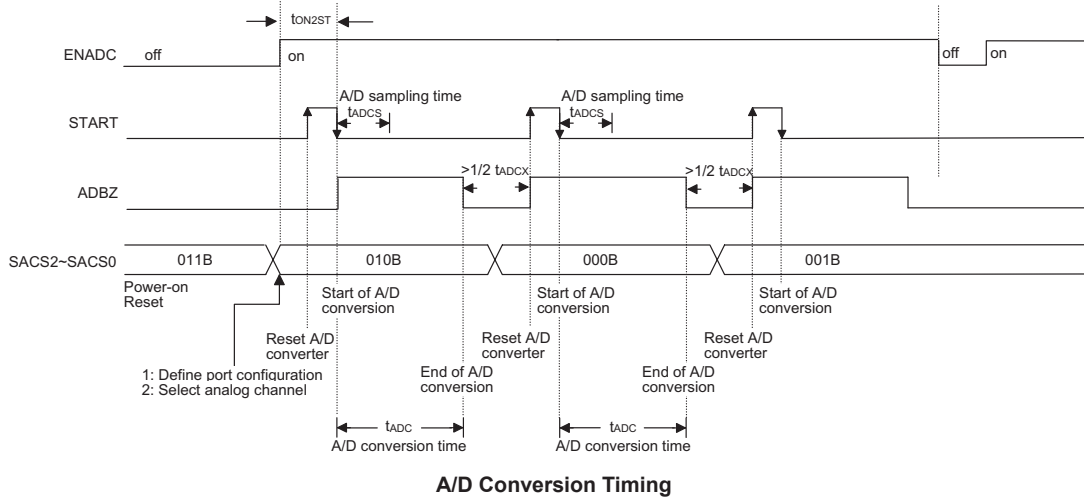 tON2ST
ENADC
off
on
off
on
A/D sampling time
tADCS
A/D sampling time
tADCS
START
>1/2 tADCX
>1/2 tADCX
ADBZ
SACS2~SACS0
011B
010B
000B
001B
Power-on
Reset
Start of A/D
conversion
Start of A/D
conversion
Start of A/D
conversion
Reset A/D
converter
Reset A/D
converter
Reset A/D
converter
1: Define port configuration
2: Select analog channel
End of A/D
conversion
End of A/D
conversion
tADC
A/D conversion time
tADC
A/D conversion time
A/D Conversion Timing